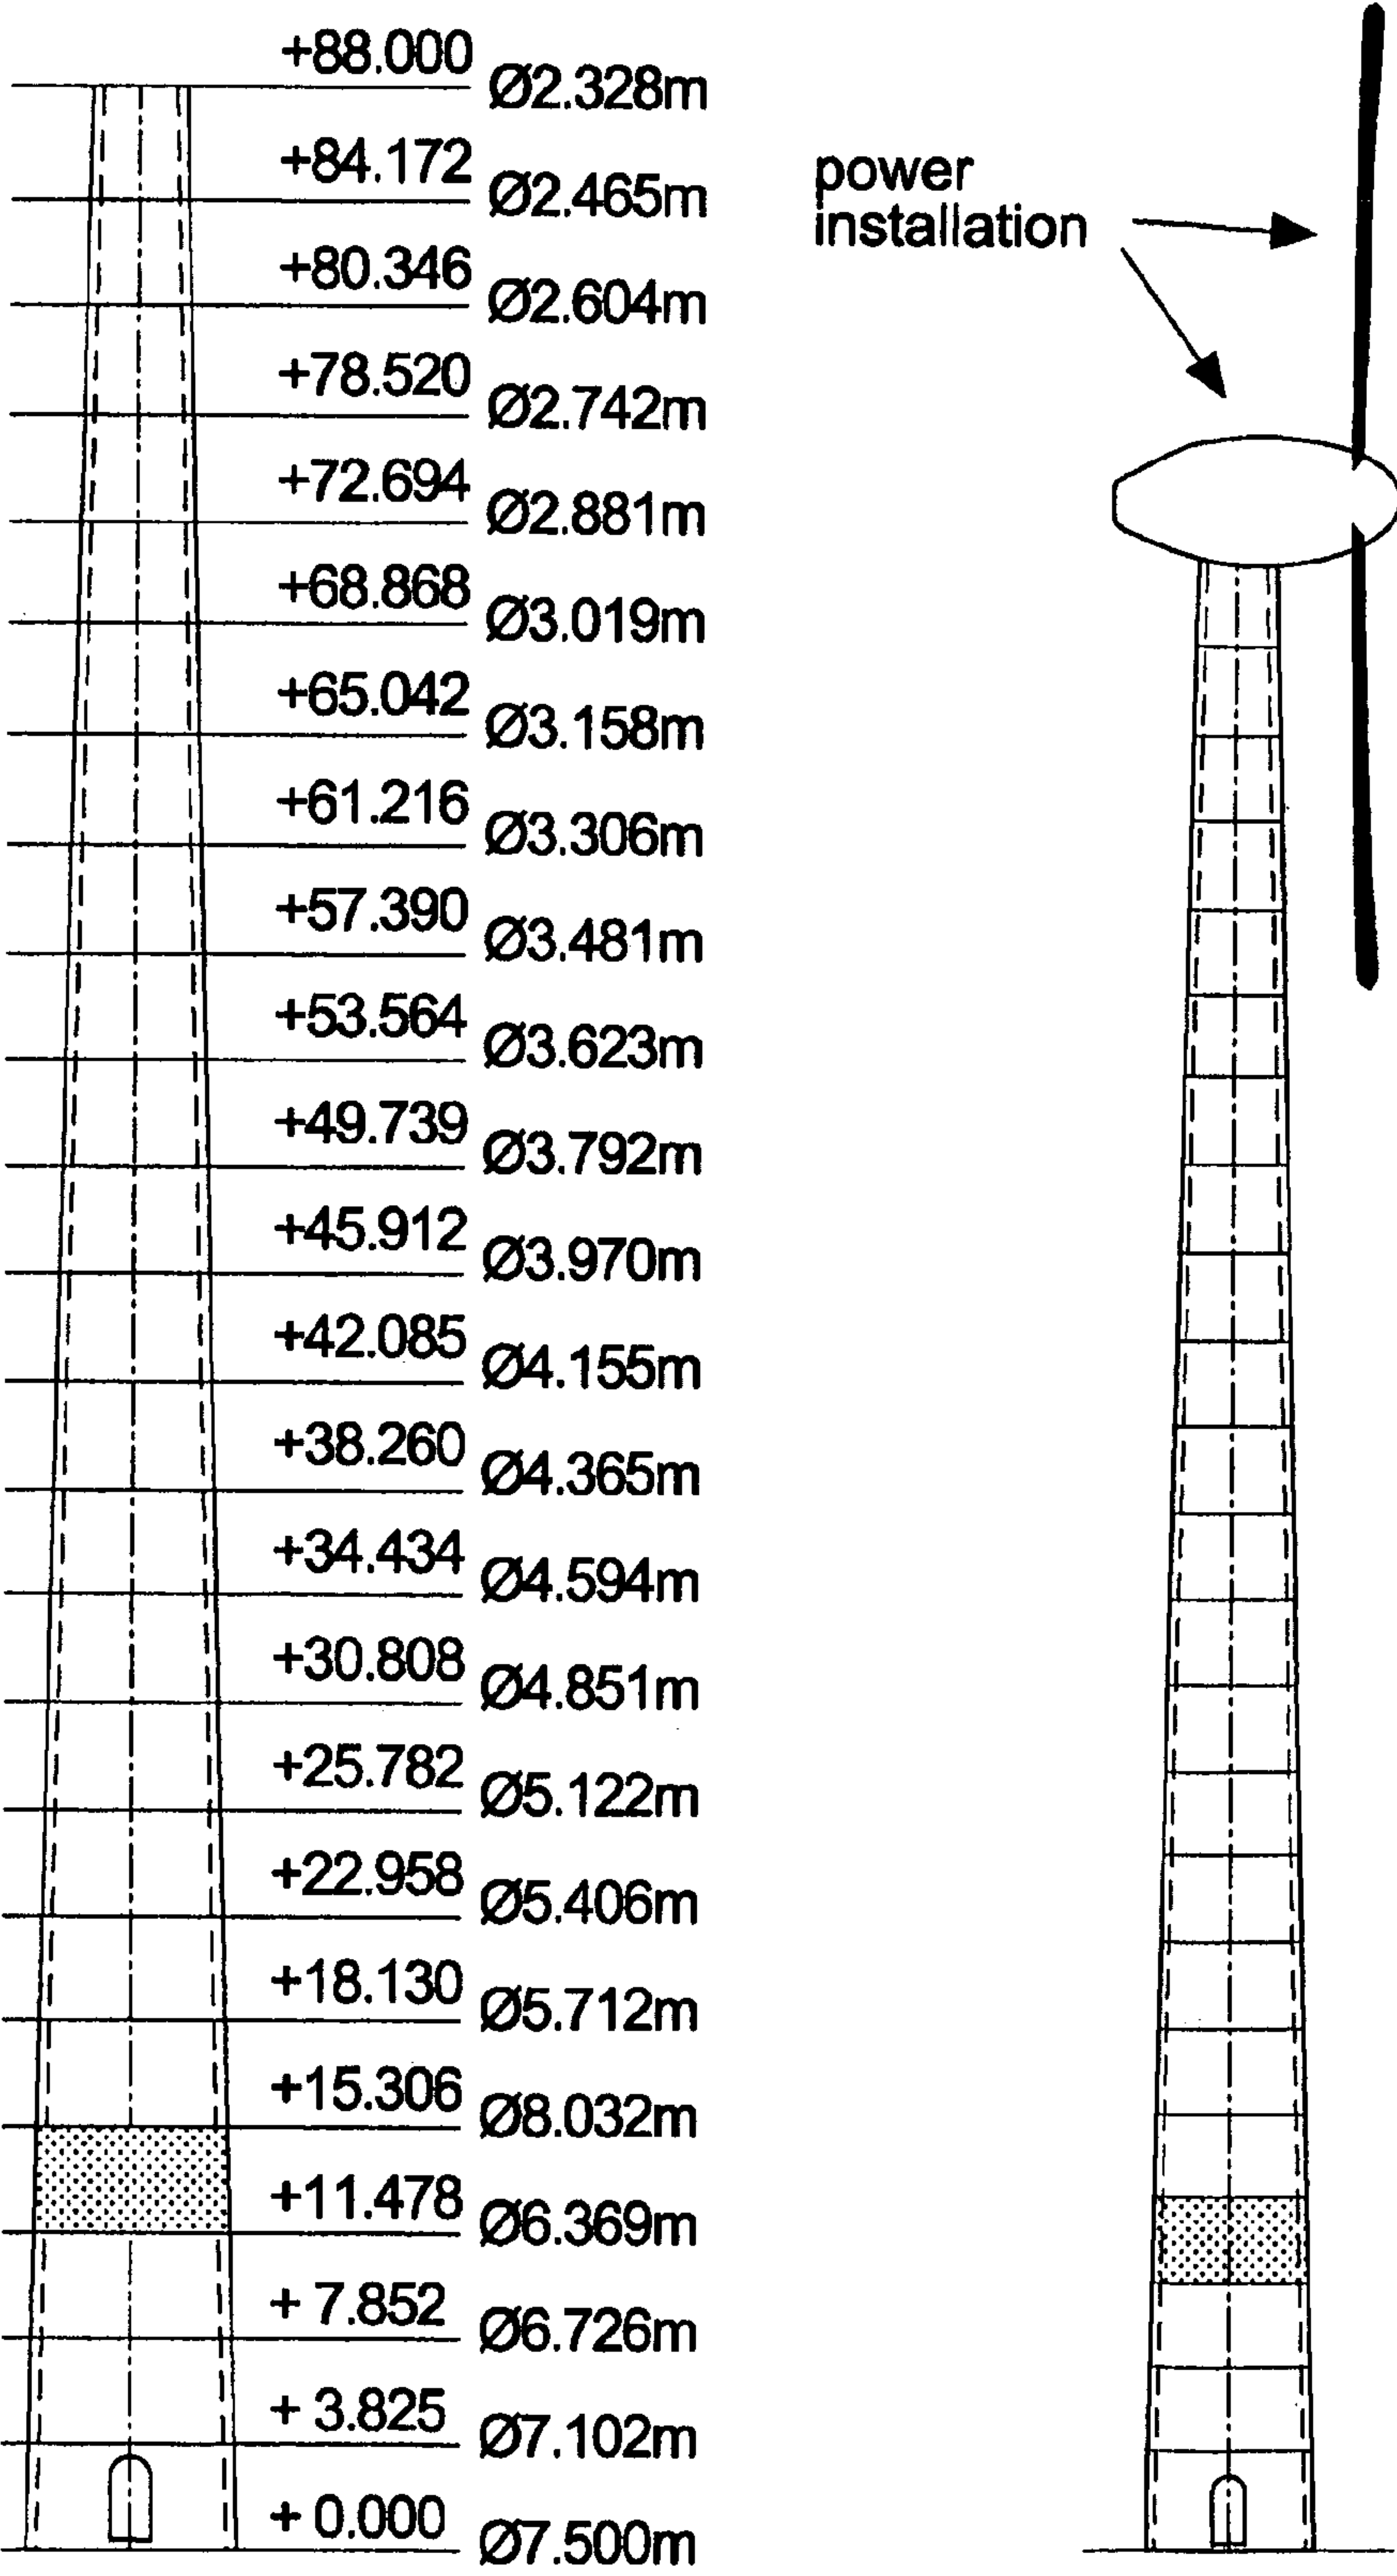 +88.000 Ø2.328m
+84.172 Ø2.465m
+80.346 Ø2.604m
+78.520 Ø2.742m
+72.694 Ø2.881m
+68.868 Ø3.019m
+65.042 Ø3.158m
+61.216 Ø3.306m
+57.390 Ø3.481m
+53.564 Ø3.623m
+49.739 Ø3.792m
+45.912 Ø3.970m
+42.085 Ø4.155m
+38.260 Ø4.365m
+34.434 Ø4.594m
+30.808 Ø4.851m
+25.782 Ø5.122m
+22.958 Ø5.406m
+18.130 Ø5.712m
+15.306 Ø8.032m
+11.478 Ø6.369m
+ 7.852 Ø6.726m
+ 3.825 Ø7.102m
+ 0.000 Ø7.500m
power
installation